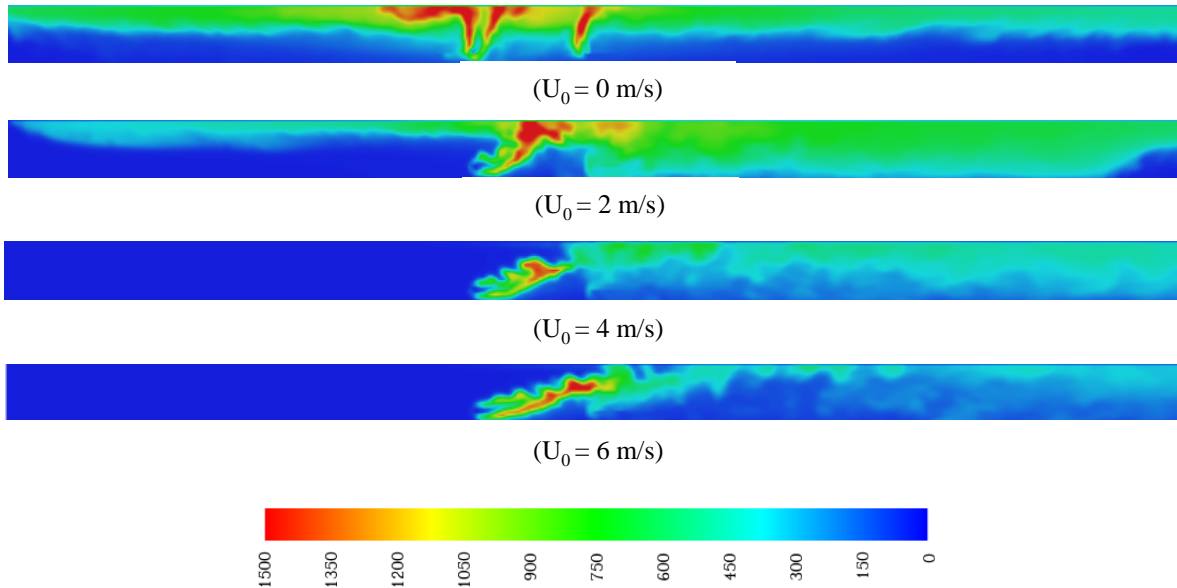 (U₀ = 0 m/s)
(U₀ = 2 m/s)
(U₀ = 4 m/s)
(U₀ = 6 m/s)
1500 1350 1200 1050 900 750 600 450 300 150 0